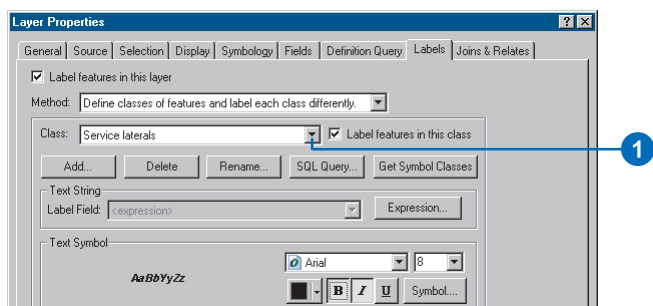 Layer Properties ? X
General Source Selection Display Symbology Fields Definition Query Labels Joins & Relates
Label features in this layer
Method: Define classes of features and label each class differently.
Class: Service laterals Label features in this class
Add... Delete Rename... SQL Query... Get Symbol Classes
1
Text String
Label Field: <expression> Expression...
Text Symbol
AaBbYyZz
Arial 8
B I U Symbol...